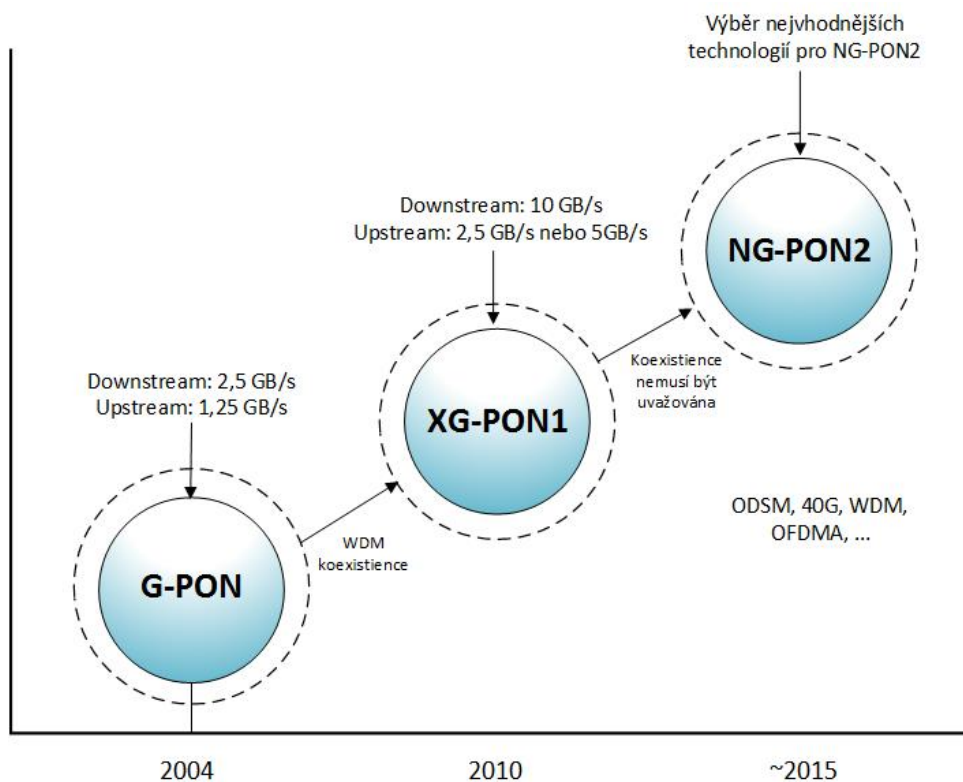 Výběr nejvhodnějších
technologií pro NG-PON2
Downstream: 10 GB/s
Upstream: 2,5 GB/s nebo 5GB/s
NG-PON2
Koexistience
nemusí být
uvažována
Downstream: 2,5 GB/s
Upstream: 1,25 GB/s
XG-PON1
ODSM, 40G, WDM,
OFDMA, ...
WDM
koexistience
G-PON
2004
2010
~2015